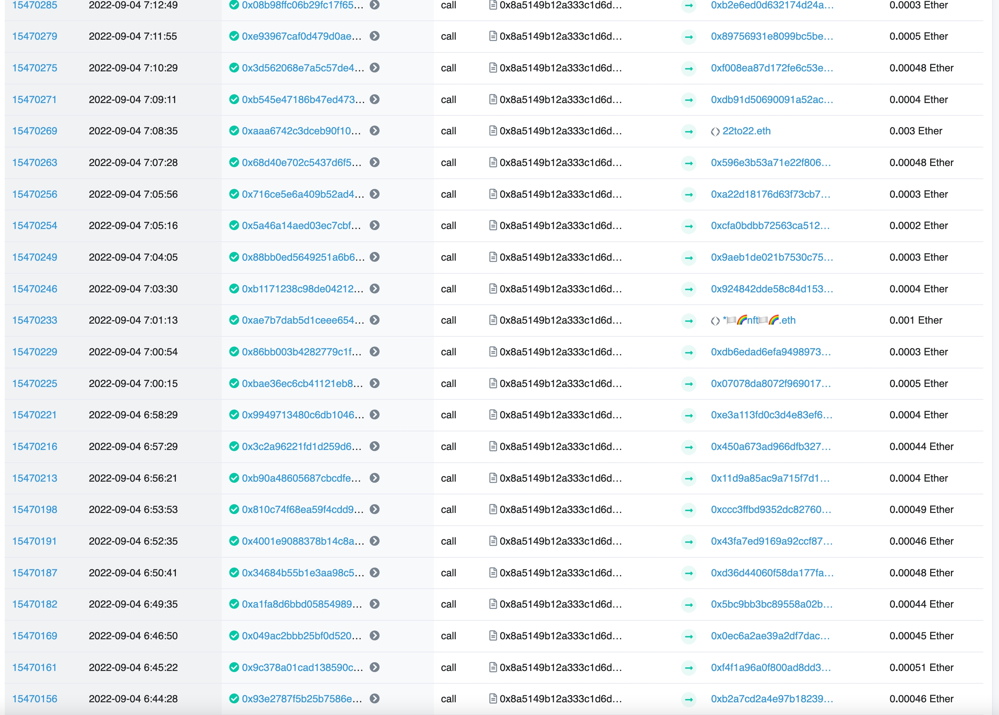 15470285 2022-09-04 7:12:49 0x08b98ffc06b29fc17f65... call 0x8a5149b12a333c1d6d... 0xb2e6ed0d632174d24a... 0.0003 Ether
15470279 2022-09-04 7:11:55 0xe93967caf0d479d0ae... call 0x8a5149b12a333c1d6d... 0x89756931e8099bc5be... 0.0005 Ether
15470275 2022-09-04 7:10:29 0x3d562068e7a5c57de4... call 0x8a5149b12a333c1d6d... 0xf008ea87d172fe6c53e... 0.00048 Ether
15470271 2022-09-04 7:09:11 0xb545e47186b47ed473... call 0x8a5149b12a333c1d6d... 0xdb91d50690091a52ac... 0.0004 Ether
15470269 2022-09-04 7:08:35 0xaaa6742c3dceb90f10... call 0x8a5149b12a333c1d6d... 22to22.eth 0.003 Ether
15470263 2022-09-04 7:07:28 0x68d40e702c5437d6f5... call 0x8a5149b12a333c1d6d... 0x596e3b53a71e22f806... 0.00048 Ether
15470256 2022-09-04 7:05:56 0x716ce5e6a409b52ad4... call 0x8a5149b12a333c1d6d... 0xa22d18176d63f73cb7... 0.0003 Ether
15470254 2022-09-04 7:05:16 0x5a46a14aed03ec7cbf... call 0x8a5149b12a333c1d6d... 0xcfa0bdbb72563ca512... 0.0002 Ether
15470249 2022-09-04 7:04:05 0x88bb0ed5649251a6b6... call 0x8a5149b12a333c1d6d... 0x9aeb1de021b7530c75... 0.0003 Ether
15470246 2022-09-04 7:03:30 0xb1171238c98de04212... call 0x8a5149b12a333c1d6d... 0x924842dde58c84d153... 0.0004 Ether
15470233 2022-09-04 7:01:13 0xae7b7dab5d1ceee654... call 0x8a5149b12a333c1d6d... *🏳🌈nft🏳🌈.eth 0.001 Ether
15470229 2022-09-04 7:00:54 0x86bb003b4282779c1f... call 0x8a5149b12a333c1d6d... 0xdb6edad6efa9498973... 0.0003 Ether
15470225 2022-09-04 7:00:15 0xbae36ec6cb41121eb8... call 0x8a5149b12a333c1d6d... 0x07078da8072f969017... 0.0005 Ether
15470221 2022-09-04 6:58:29 0x9949713480c6db1046... call 0x8a5149b12a333c1d6d... 0xe3a113fd0c3d4e83ef6... 0.0004 Ether
15470216 2022-09-04 6:57:29 0x3c2a96221fd1d259d6... call 0x8a5149b12a333c1d6d... 0x450a673ad966dfb327... 0.00044 Ether
15470213 2022-09-04 6:56:21 0xb90a48605687cbcdfe... call 0x8a5149b12a333c1d6d... 0x11d9a85ac9a715f7d1... 0.0004 Ether
15470198 2022-09-04 6:53:53 0x810c74f68ea59f4cdd9... call 0x8a5149b12a333c1d6d... 0xccc3ffbd9352dc82760... 0.00049 Ether
15470191 2022-09-04 6:52:35 0x4001e9088378b14c8a... call 0x8a5149b12a333c1d6d... 0x43fa7ed9169a92ccf87... 0.00046 Ether
15470187 2022-09-04 6:50:41 0x34684b55b1e3aa98c5... call 0x8a5149b12a333c1d6d... 0xd36d44060f58da177fa... 0.00048 Ether
15470182 2022-09-04 6:49:35 0xa1fa8d6bbd05854989... call 0x8a5149b12a333c1d6d... 0x5bc9bb3bc89558a02b... 0.00044 Ether
15470169 2022-09-04 6:46:50 0x049ac2bbb25bf0d520... call 0x8a5149b12a333c1d6d... 0x0ec6a2ae39a2df7dac... 0.00045 Ether
15470161 2022-09-04 6:45:22 0x9c378a01cad138590c... call 0x8a5149b12a333c1d6d... 0xf4f1a96a0f800ad8dd3... 0.00051 Ether
15470156 2022-09-04 6:44:28 0x93e2787f5b25b7586e... call 0x8a5149b12a333c1d6d... 0xb2a7cd2a4e97b18239... 0.00046 Ether